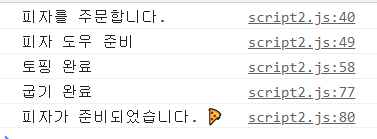 피자를 주문합니다. script2.js:40
피자 도우 준비 script2.js:49
토핑 완료 script2.js:58
굽기 완료 script2.js:77
피자가 준비되었습니다. 🍕 script2.js:80